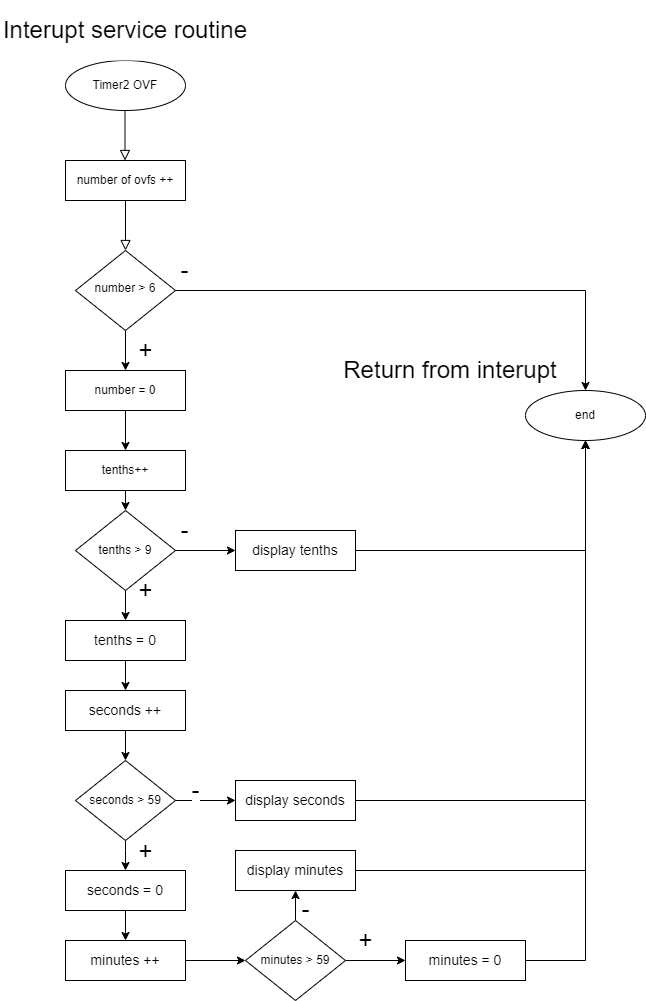 Interupt service routine
Timer2 OVF
number of ovfs ++
number > 6
-
+
number = 0
Return from interupt
end
tenths++
tenths > 9
-
display tenths
+
tenths = 0
seconds ++
seconds > 59
-
display seconds
+
seconds = 0
display minutes
-
minutes ++
minutes > 59
+
minutes = 0